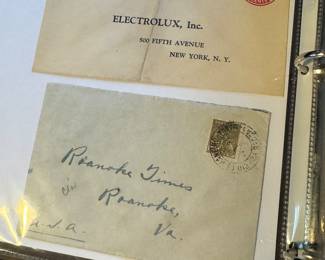 ELECTROLUX, Inc.
500 FIFTH AVENUE
NEW YORK, N. Y.
Roanoke Times
Roanoke,
Va.
U.S.A.